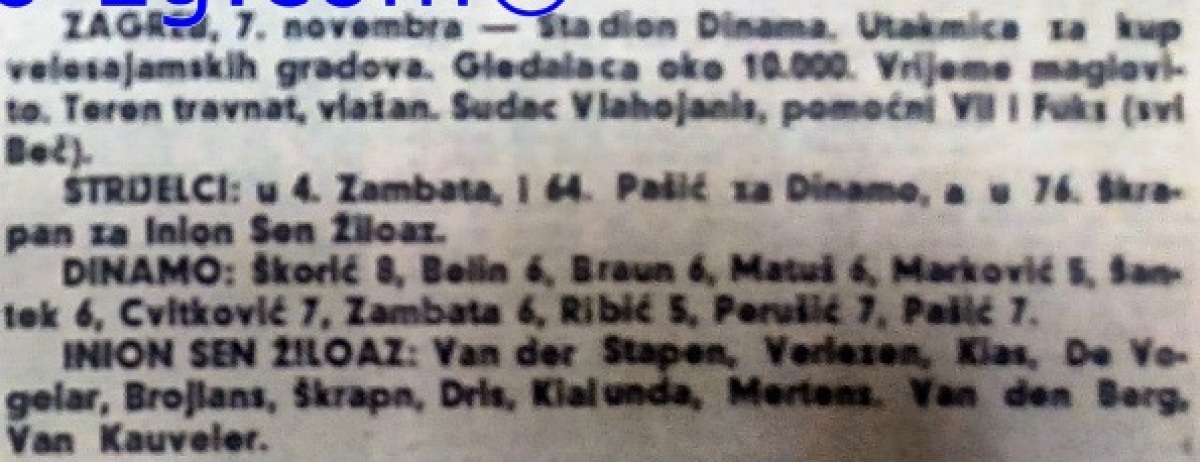 ZAGREB, 7. novembra — Stadion Dinama. Utakmica za kup
velesajamskih gradova. Gledalaca oko 10.000. Vrijeme maglovi-
to. Teren travnat, vlažan. Sudac Vlahojanis, pomoćni Vil i Fuks (svi
Beč).
STRIJELCI: u 4. Zambata, i 64. Pašić za Dinamo, a u 76. Škra-
pan za Inion Sen Žiloaz.
DINAMO: Škorić 8, Belin 6, Braun 6, Matuš 6, Marković 5, Šan-
tek 6, Cvitković 7, Zambata 6, Ribić 5, Perušić 7, Pašić 7.
INION SEN ŽILOAZ: Van der Stapen, Verlezen, Klas, De Vo-
gelar, Brojlans, Škrapn, Dris, Kialunda, Mertens. Van den Berg,
Van Kauveler.